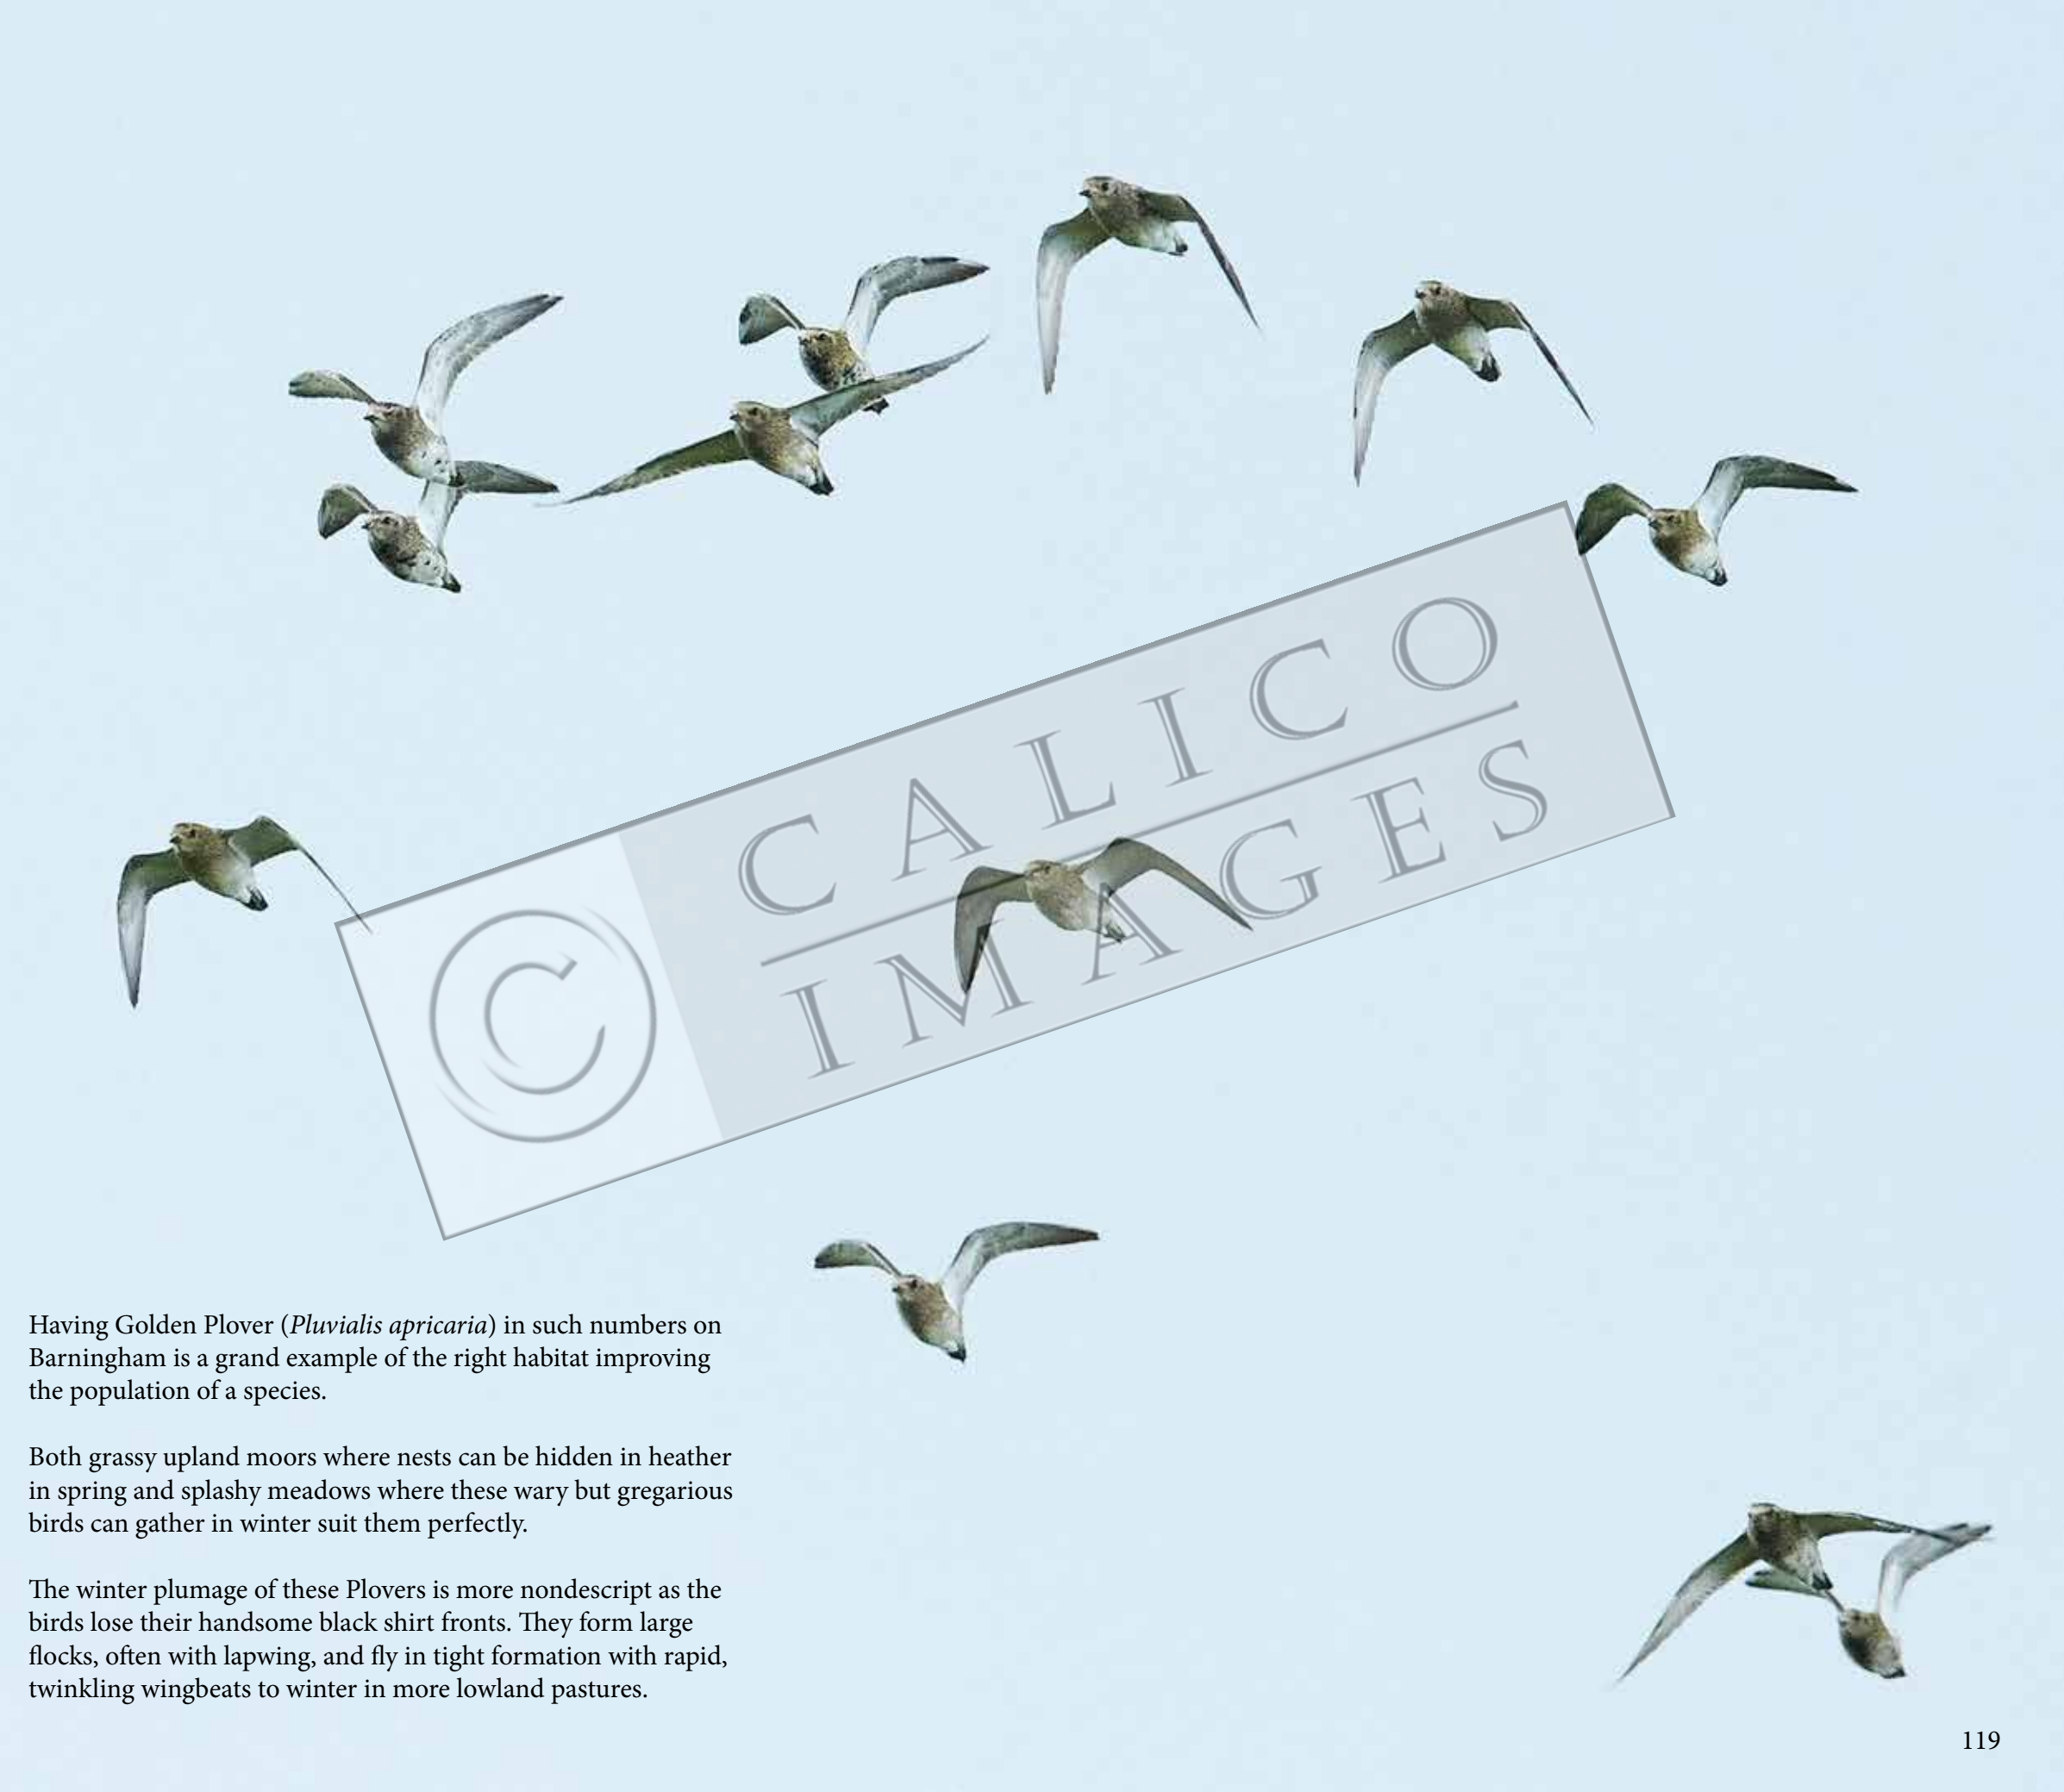 © CALICO
IMAGES
Having Golden Plover (Pluvialis apricaria) in such numbers on
Barningham is a grand example of the right habitat improving
the population of a species.
Both grassy upland moors where nests can be hidden in heather
in spring and splashy meadows where these wary but gregarious
birds can gather in winter suit them perfectly.
The winter plumage of these Plovers is more nondescript as the
birds lose their handsome black shirt fronts. They form large
flocks, often with lapwing, and fly in tight formation with rapid,
twinkling wingbeats to winter in more lowland pastures.
119